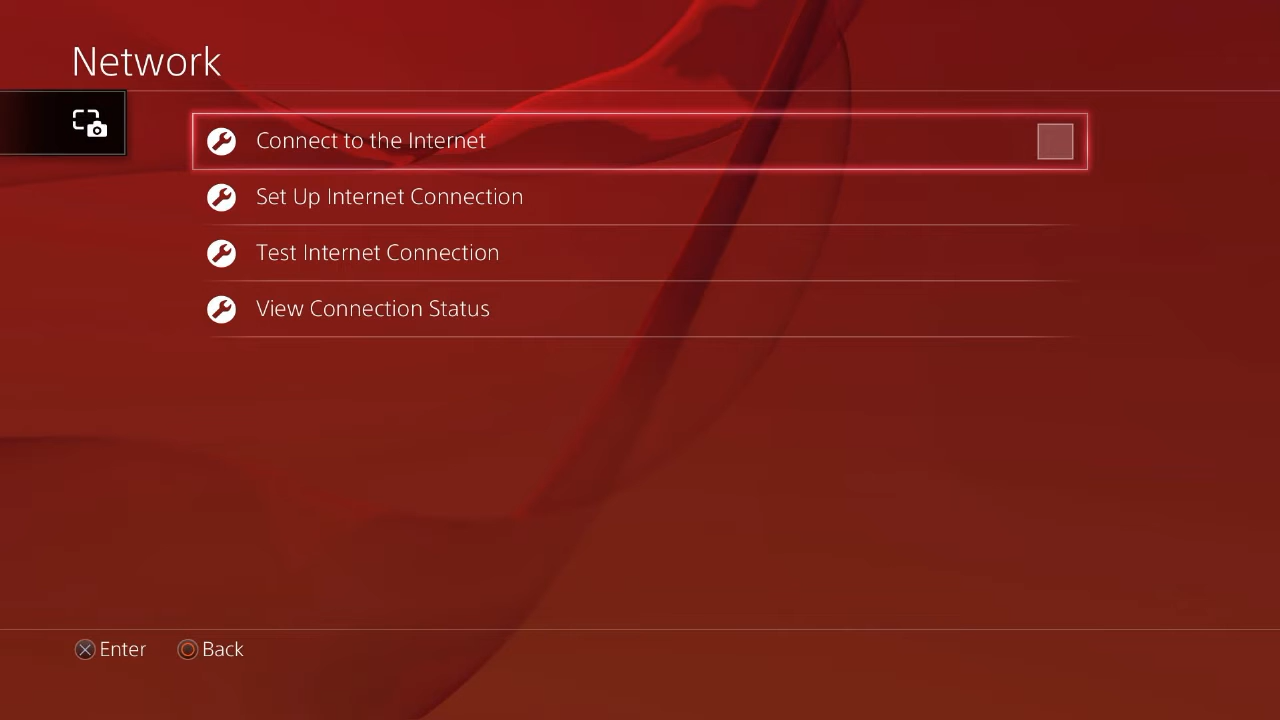 Network
Connect to the Internet
Set Up Internet Connection
Test Internet Connection
View Connection Status
Enter Back